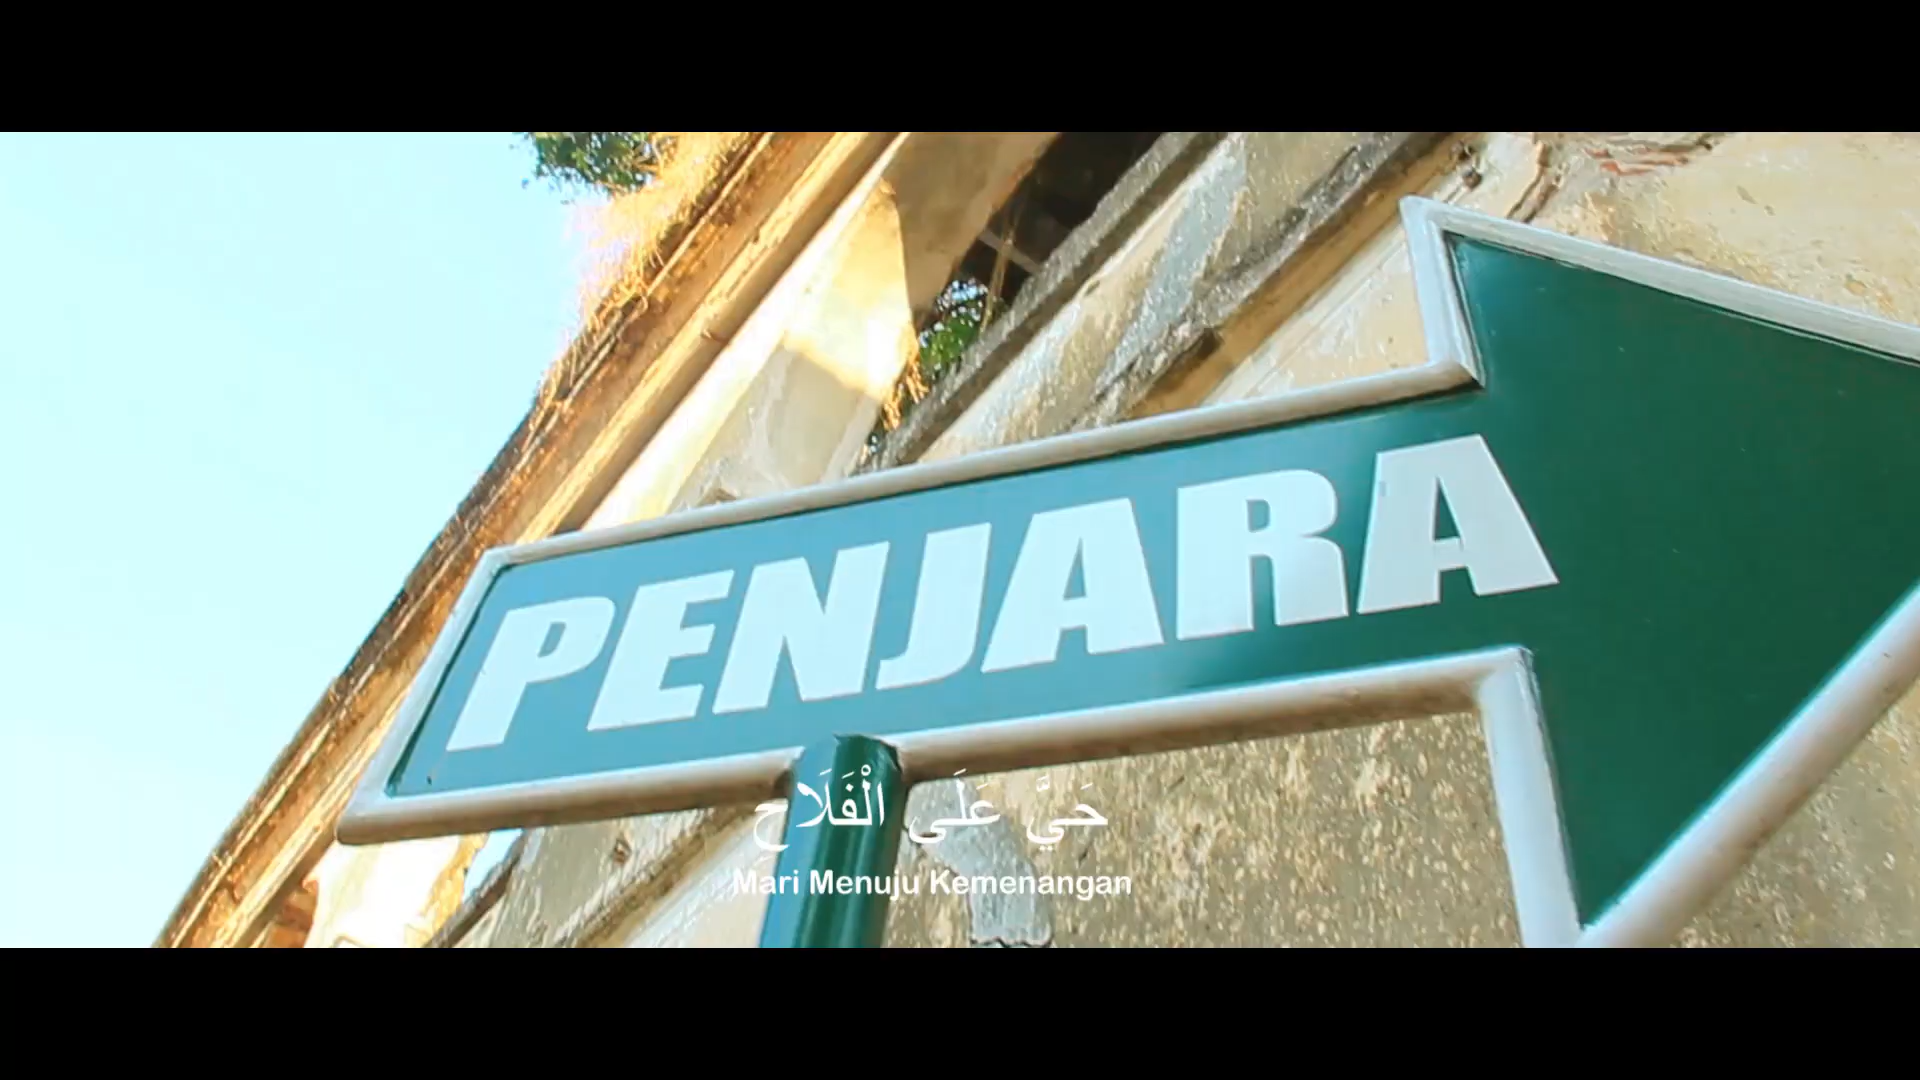 PENJARA
حَيَّ عَلَى الْفَلَاحِ
Mari Menuju Kemenangan